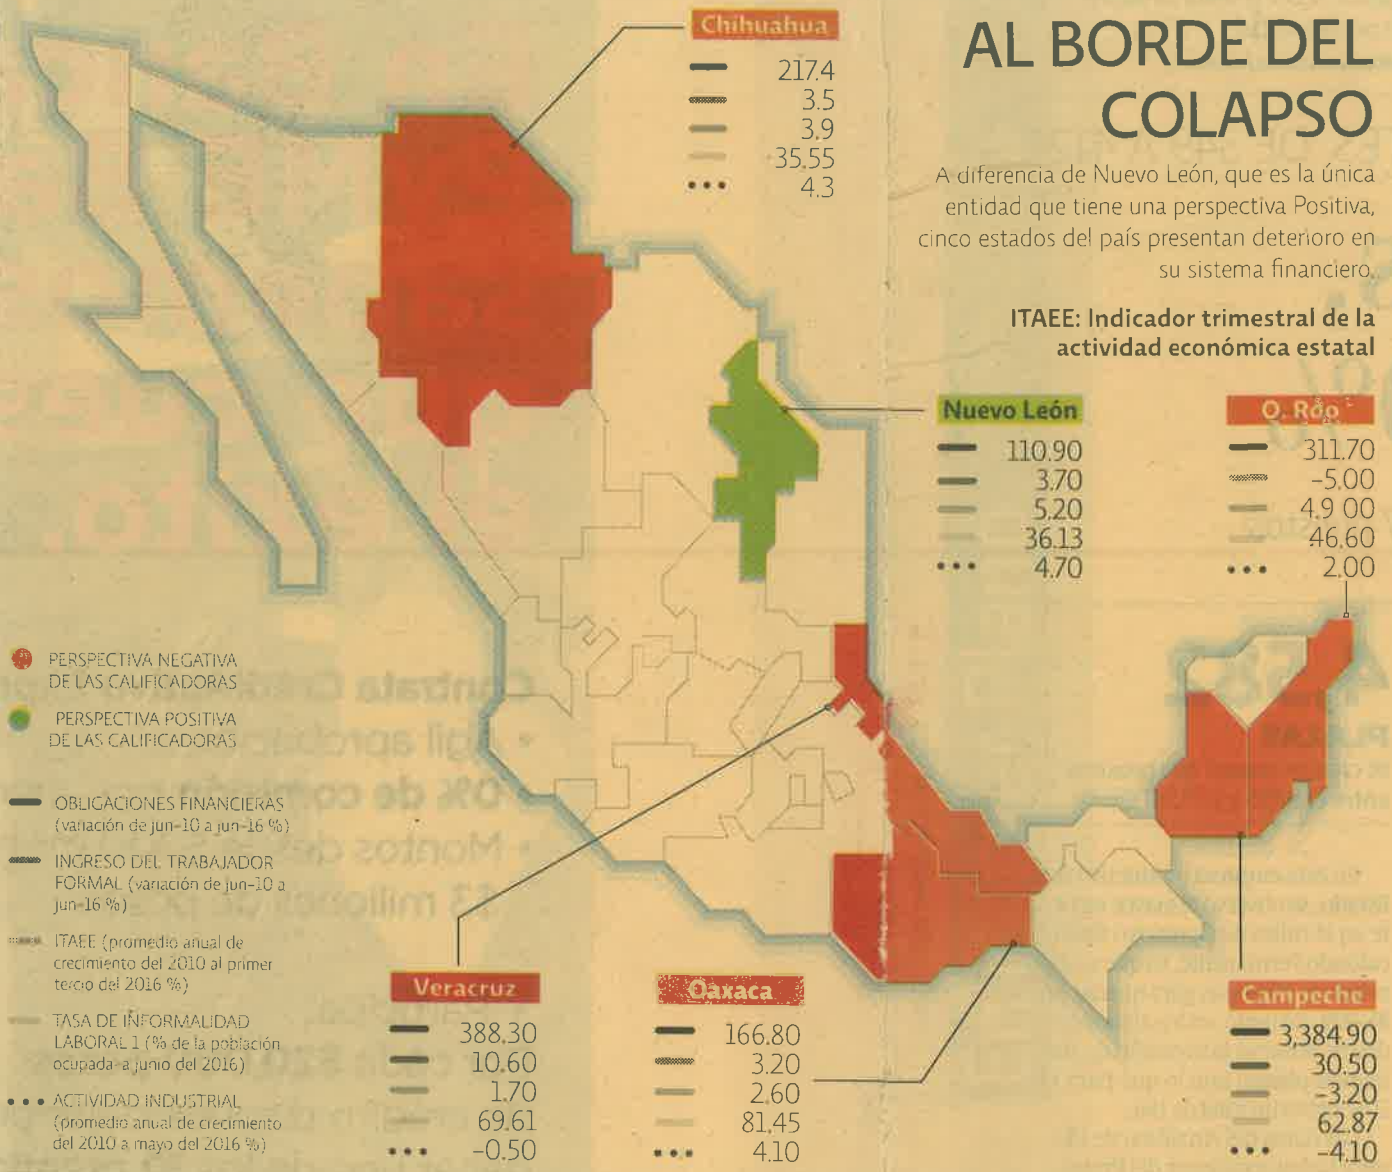 AL BORDE DEL
COLAPSO
A diferencia de Nuevo León, que es la única
entidad que tiene una perspectiva Positiva,
cinco estados del país presentan deterioro en
su sistema financiero.
ITAEE: Indicador trimestral de la
actividad económica estatal
Chihuahua
217.4
3.5
3.9
35.55
4.3
Nuevo León
110.90
3.70
5.20
36.13
4.70
Q. Roo
311.70
-5.00
4.9 00
46.60
2.00
PERSPECTIVA NEGATIVA
DE LAS CALIFICADORAS
PERSPECTIVA POSITIVA
DE LAS CALIFICADORAS
OBLIGACIONES FINANCIERAS
(variación de jun-10 a jun-16 %)
INGRESO DEL TRABAJADOR
FORMAL (variación de jun-10 a
jun-16 %)
ITAEE (promedio anual de
crecimiento del 2010 al primer
tercio del 2016 %)
TASA DE INFORMALIDAD
LABORAL 1 (% de la población
ocupada a junio del 2016)
ACTIVIDAD INDUSTRIAL
(promedio anual de crecimiento
del 2010 a mayo del 2016 %)
Veracruz
388.30
10.60
1.70
69.61
-0.50
Oaxaca
166.80
3.20
2.60
81.45
4.10
Campeche
3,384.90
30.50
-3.20
62.87
-4.10